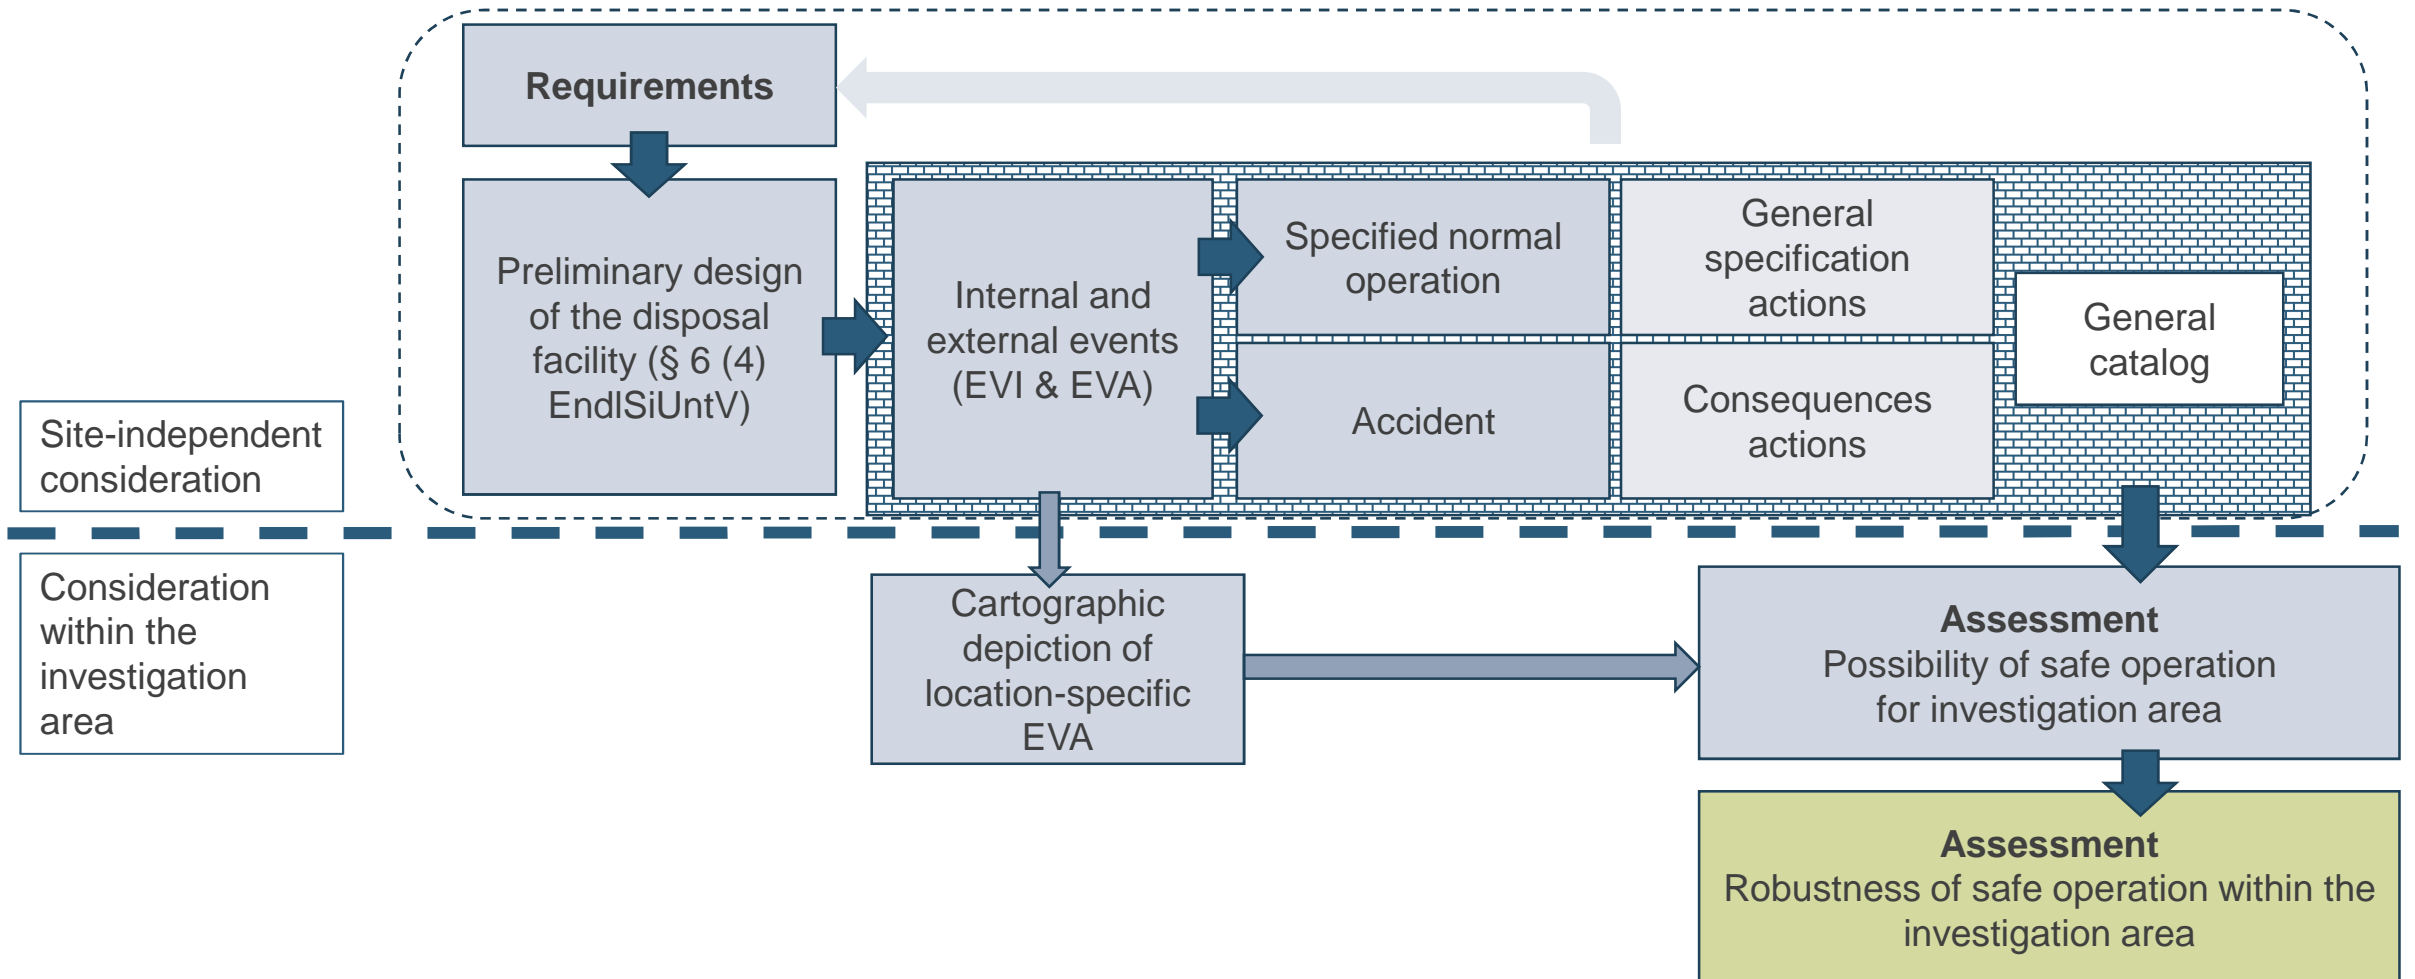 Requirements
Preliminary design
of the disposal
facility (§ 6 (4)
EndlSiUntV)
Internal and
external events
(EVI & EVA)
Specified normal
operation
Accident
General
specification
actions
Consequences
actions
General
catalog
Site-independent
consideration
Consideration
within the
investigation
area
Cartographic
depiction of
location-specific
EVA
Assessment
Possibility of safe operation
for investigation area
Assessment
Robustness of safe operation within the
investigation area